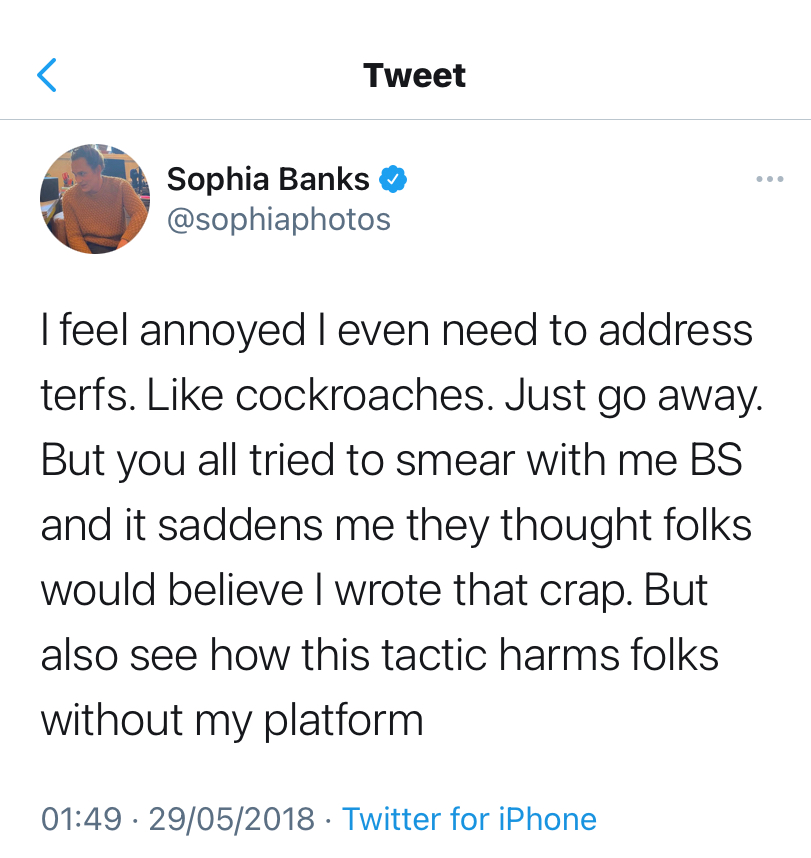 Tweet
Sophia Banks
@sophiaphotos
I feel annoyed I even need to address
terfs. Like cockroaches. Just go away.
But you all tried to smear with me BS
and it saddens me they thought folks
would believe I wrote that crap. But
also see how this tactic harms folks
without my platform
01:49 · 29/05/2018 · Twitter for iPhone